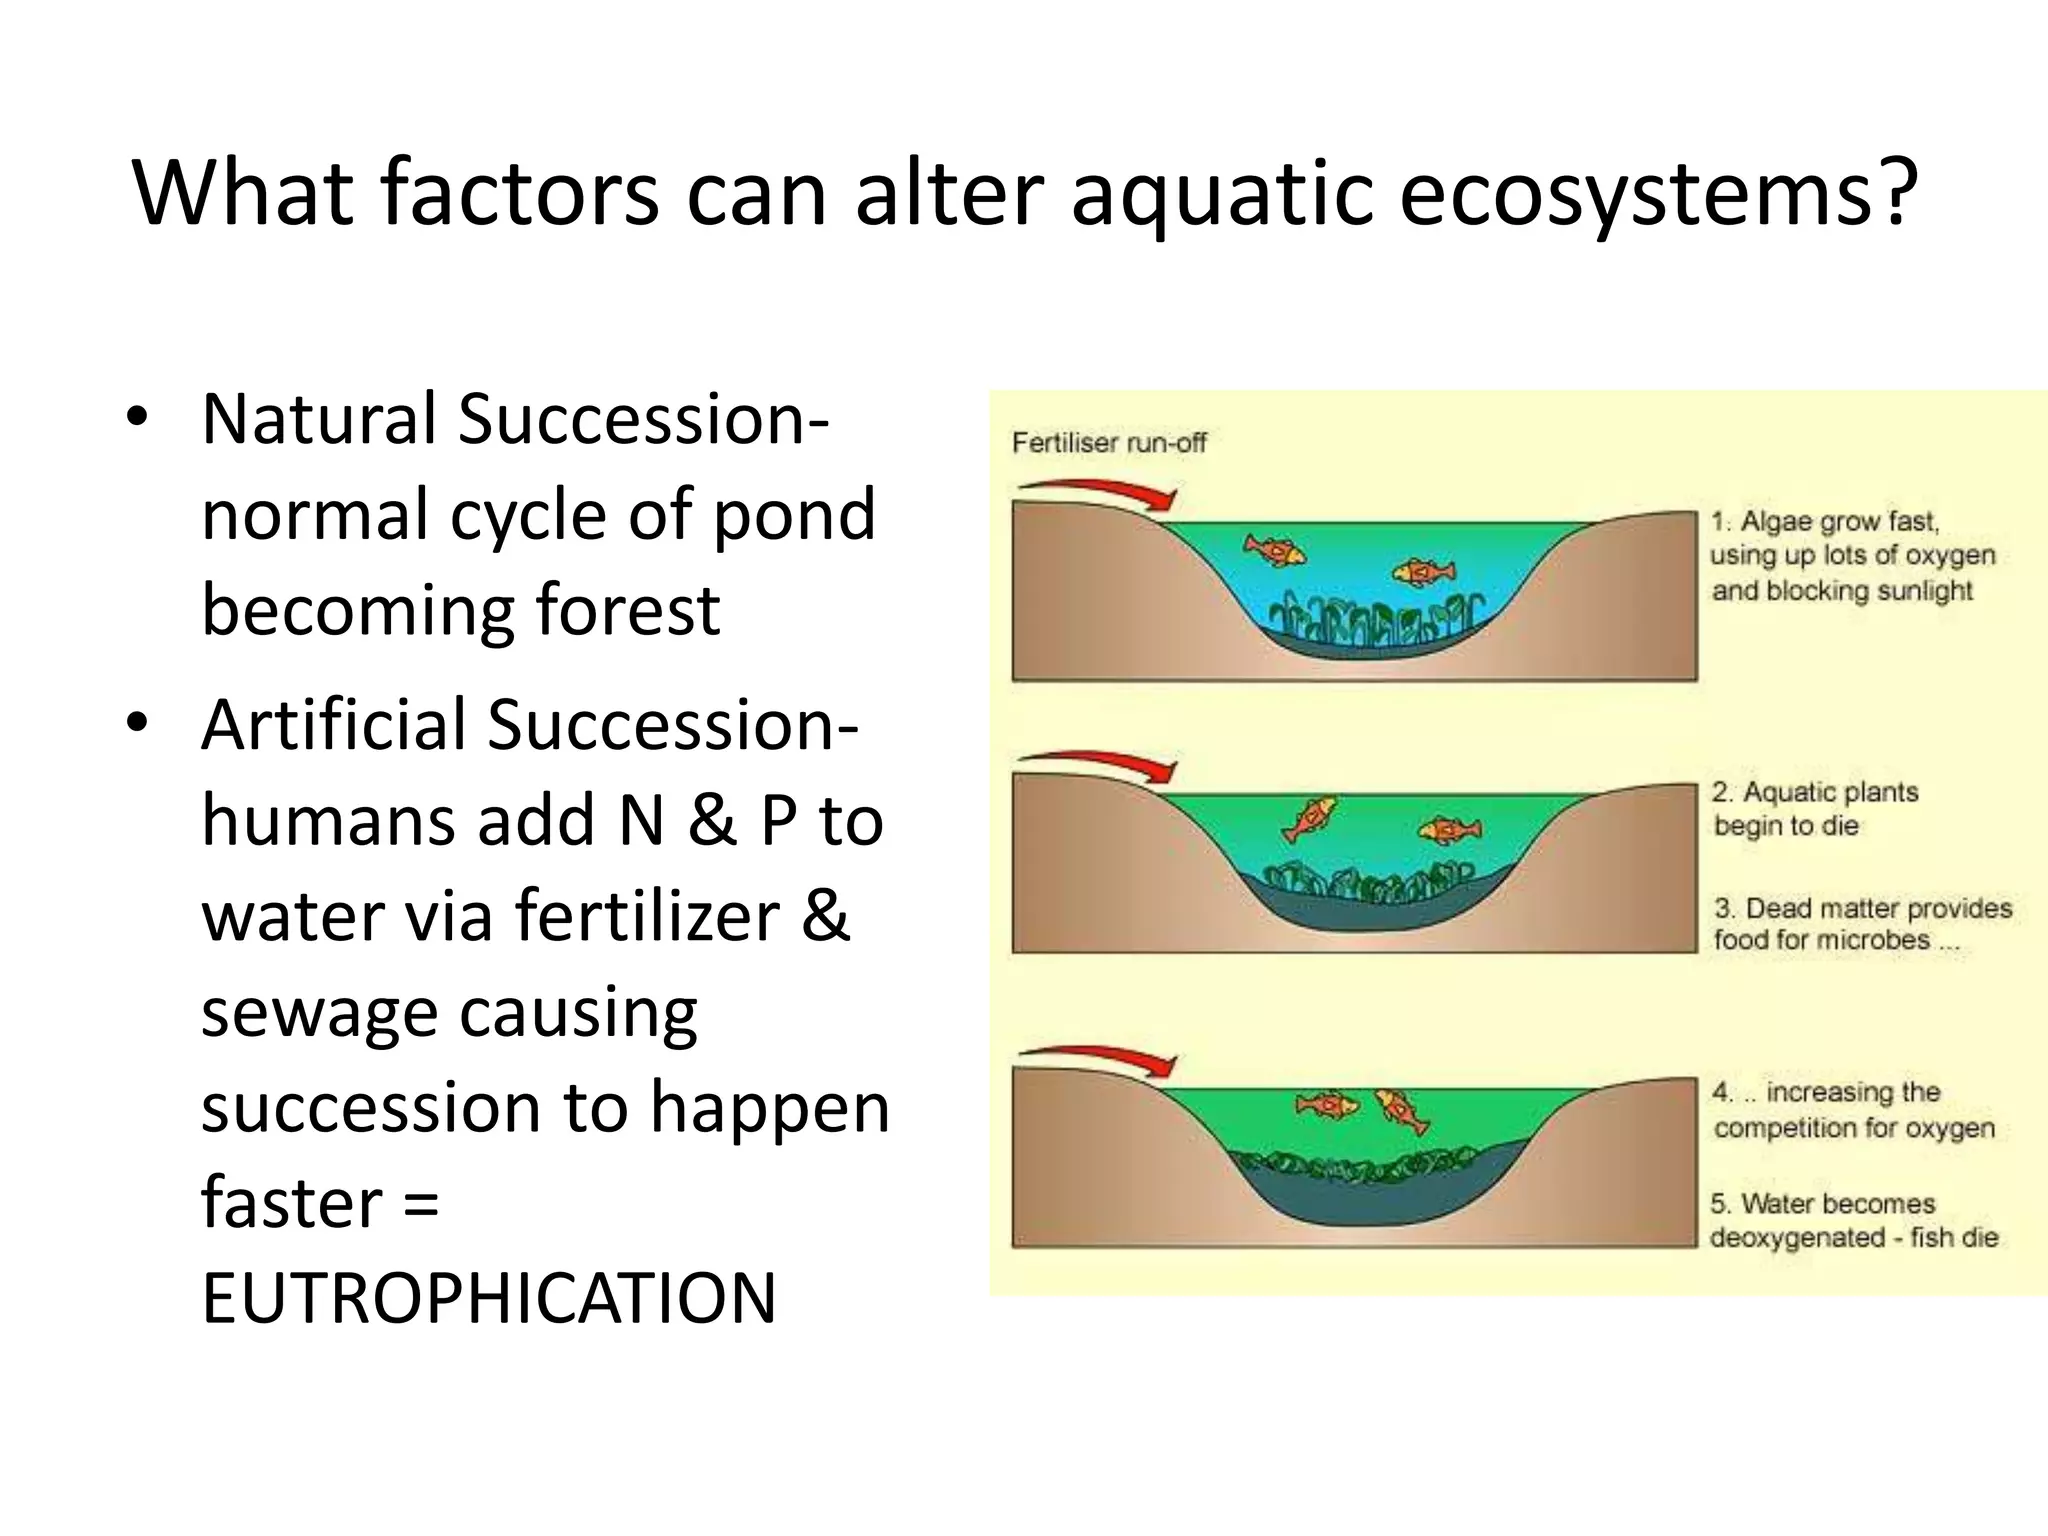 What factors can alter aquatic ecosystems?
• Natural Succession-
normal cycle of pond
becoming forest
• Artificial Succession-
humans add N & P to
water via fertilizer &
sewage causing
succession to happen
faster =
EUTROPHICATION
Fertiliser run-off
1. Algae grow fast,
using up lots of oxygen
and blocking sunlight
2. Aquatic plants
begin to die
3. Dead matter provides
food for microbes ...
4. .. increasing the
competition for oxygen
5. Water becomes
deoxygenated - fish die